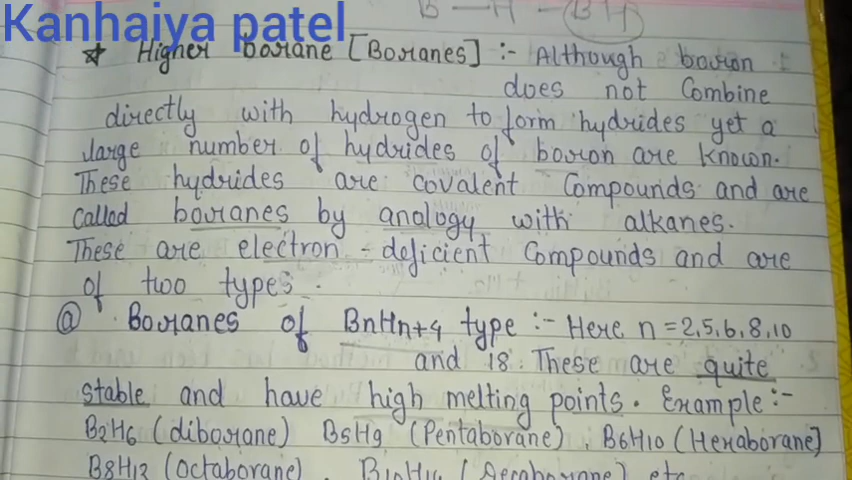 B - H - (BH)
Kanhaiya patel
★ Higher borane [Boranes] :- Although boron
does not Combine
directly with hydrogen to form hydrides yet a
large number of hydrides of boron are known.
These hydrides are covalent Compounds and are
called boranes by analogy with alkanes.
These are electron - deficient Compounds and are
of two types.
ⓐ Boranes of BnHn+4 type :- Here n = 2,5,6,8,10
and 18. These are quite
stable and have high melting points. Example :-
B2H6 (diborane) B5H9 (Pentaborane), B6H10 (Hexaborane]
B8H12 (Octaborane), B10H14 (Decaborane) etc